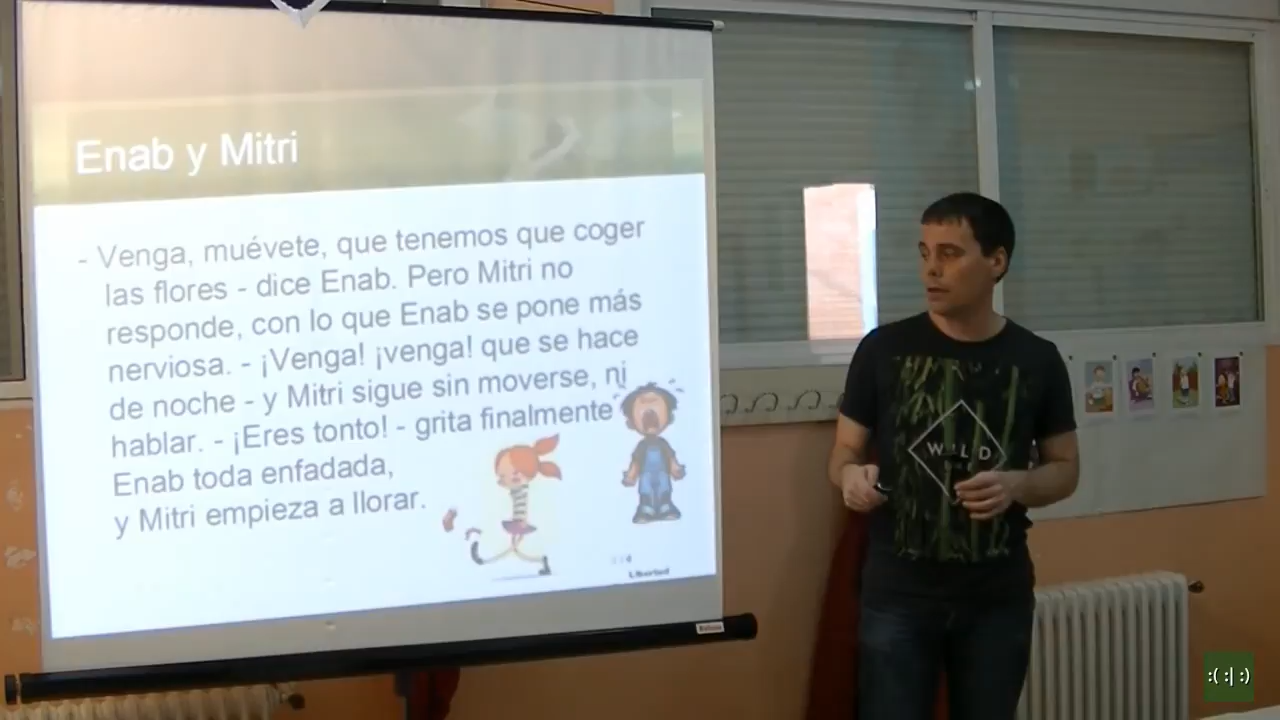 Enab y Mitri
- Venga, muévete, que tenemos que coger
las flores - dice Enab. Pero Mitri no
responde, con lo que Enab se pone más
nerviosa. - ¡Venga! ¡venga! que se hace
de noche - y Mitri sigue sin moverse, ni
hablar. - ¡Eres tonto! - grita finalmente
Enab toda enfadada,
y Mitri empieza a llorar.
Libertad
WILD
:( :| :)